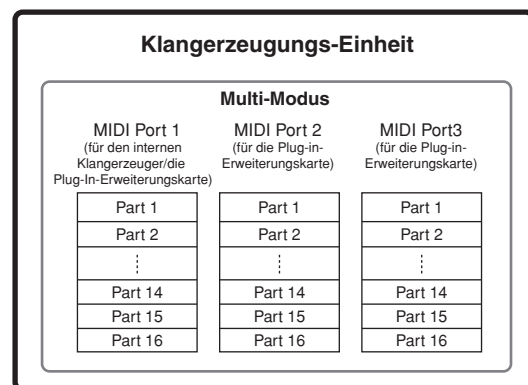 Klangerzeugungs-Einheit
Multi-Modus
MIDI Port 1
(für den internen
Klangerzeuger/die
Plug-In-Erweiterungskarte)
Part 1
Part 2
Part 14
Part 15
Part 16
MIDI Port 2
(für die Plug-in-
Erweiterungskarte)
Part 1
Part 2
Part 14
Part 15
Part 16
MIDI Port3
(für die Plug-in-
Erweiterungskarte)
Part 1
Part 2
Part 14
Part 15
Part 16